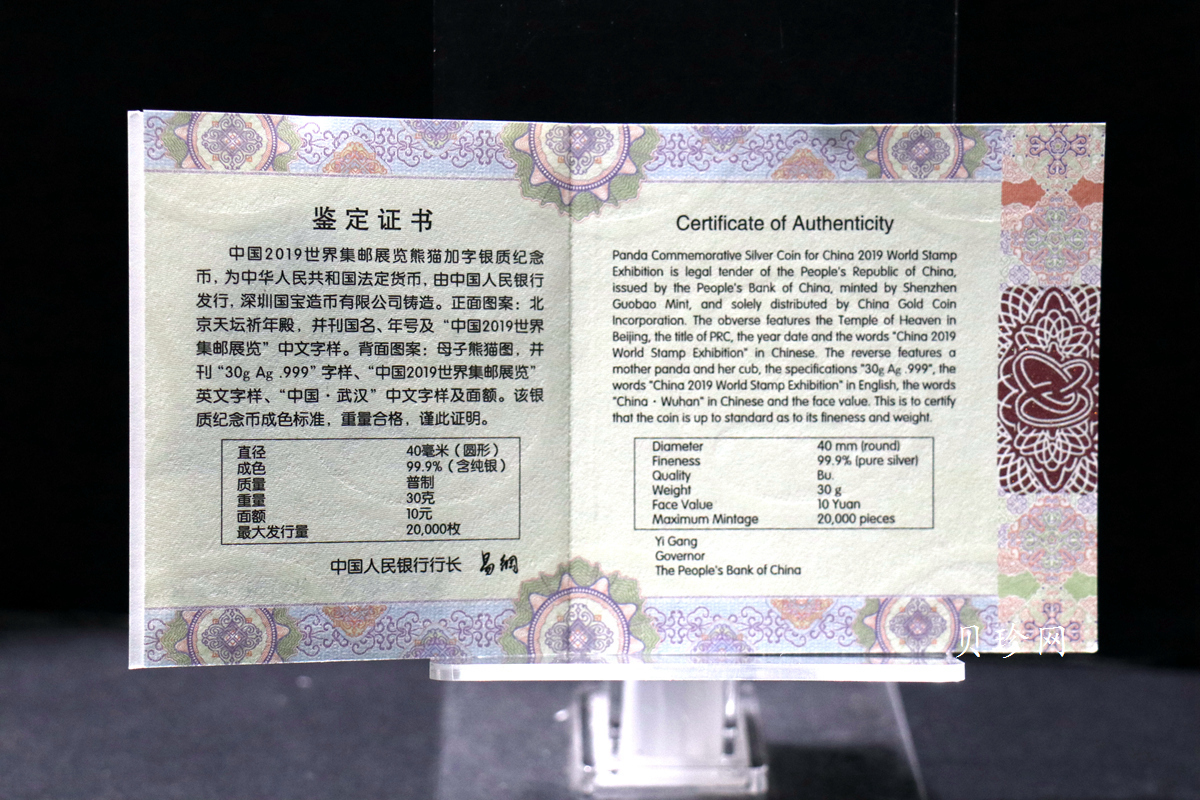 鉴定证书
中国2019世界集邮展览熊猫加字银质纪念
币，为中华人民共和国法定货币，由中国人民银行
发行，深圳国宝造币有限公司铸造。正面图案：北
京天坛祈年殿，并刊国名、年号及“中国2019世界
集邮展览”中文字样。背面图案：母子熊猫图，并
刊“30g Ag .999”字样、“中国2019世界集邮展览”
英文字样、“中国·武汉”中文字样及面额。该银
质纪念币成色标准，重量合格，谨此证明。
直径 40毫米（圆形）
成色 99.9%（含纯银）
质量 普制
重量 30克
面额 10元
最大发行量 20,000枚
中国人民银行行长 易纲
Certificate of Authenticity
Panda Commemorative Silver Coin for China 2019 World Stamp
Exhibition is legal tender of the People's Republic of China,
issued by the People's Bank of China, minted by Shenzhen
Guobao Mint, and solely distributed by China Gold Coin
Incorporation. The obverse features the Temple of Heaven in
Beijing, the title of PRC, the year date and the words "China 2019
World Stamp Exhibition" in Chinese. The reverse features a
mother panda and her cub, the specifications "30g Ag .999", the
words "China 2019 World Stamp Exhibition" in English, the words
"China · Wuhan" in Chinese and the face value. This is to certify
that the coin is up to standard as to its fineness and weight.
Diameter 40 mm (round)
Fineness 99.9% (pure silver)
Quality Bu.
Weight 30 g
Face Value 10 Yuan
Maximum Mintage 20,000 pieces
Yi Gang
Governor
The People's Bank of China
贝珍网